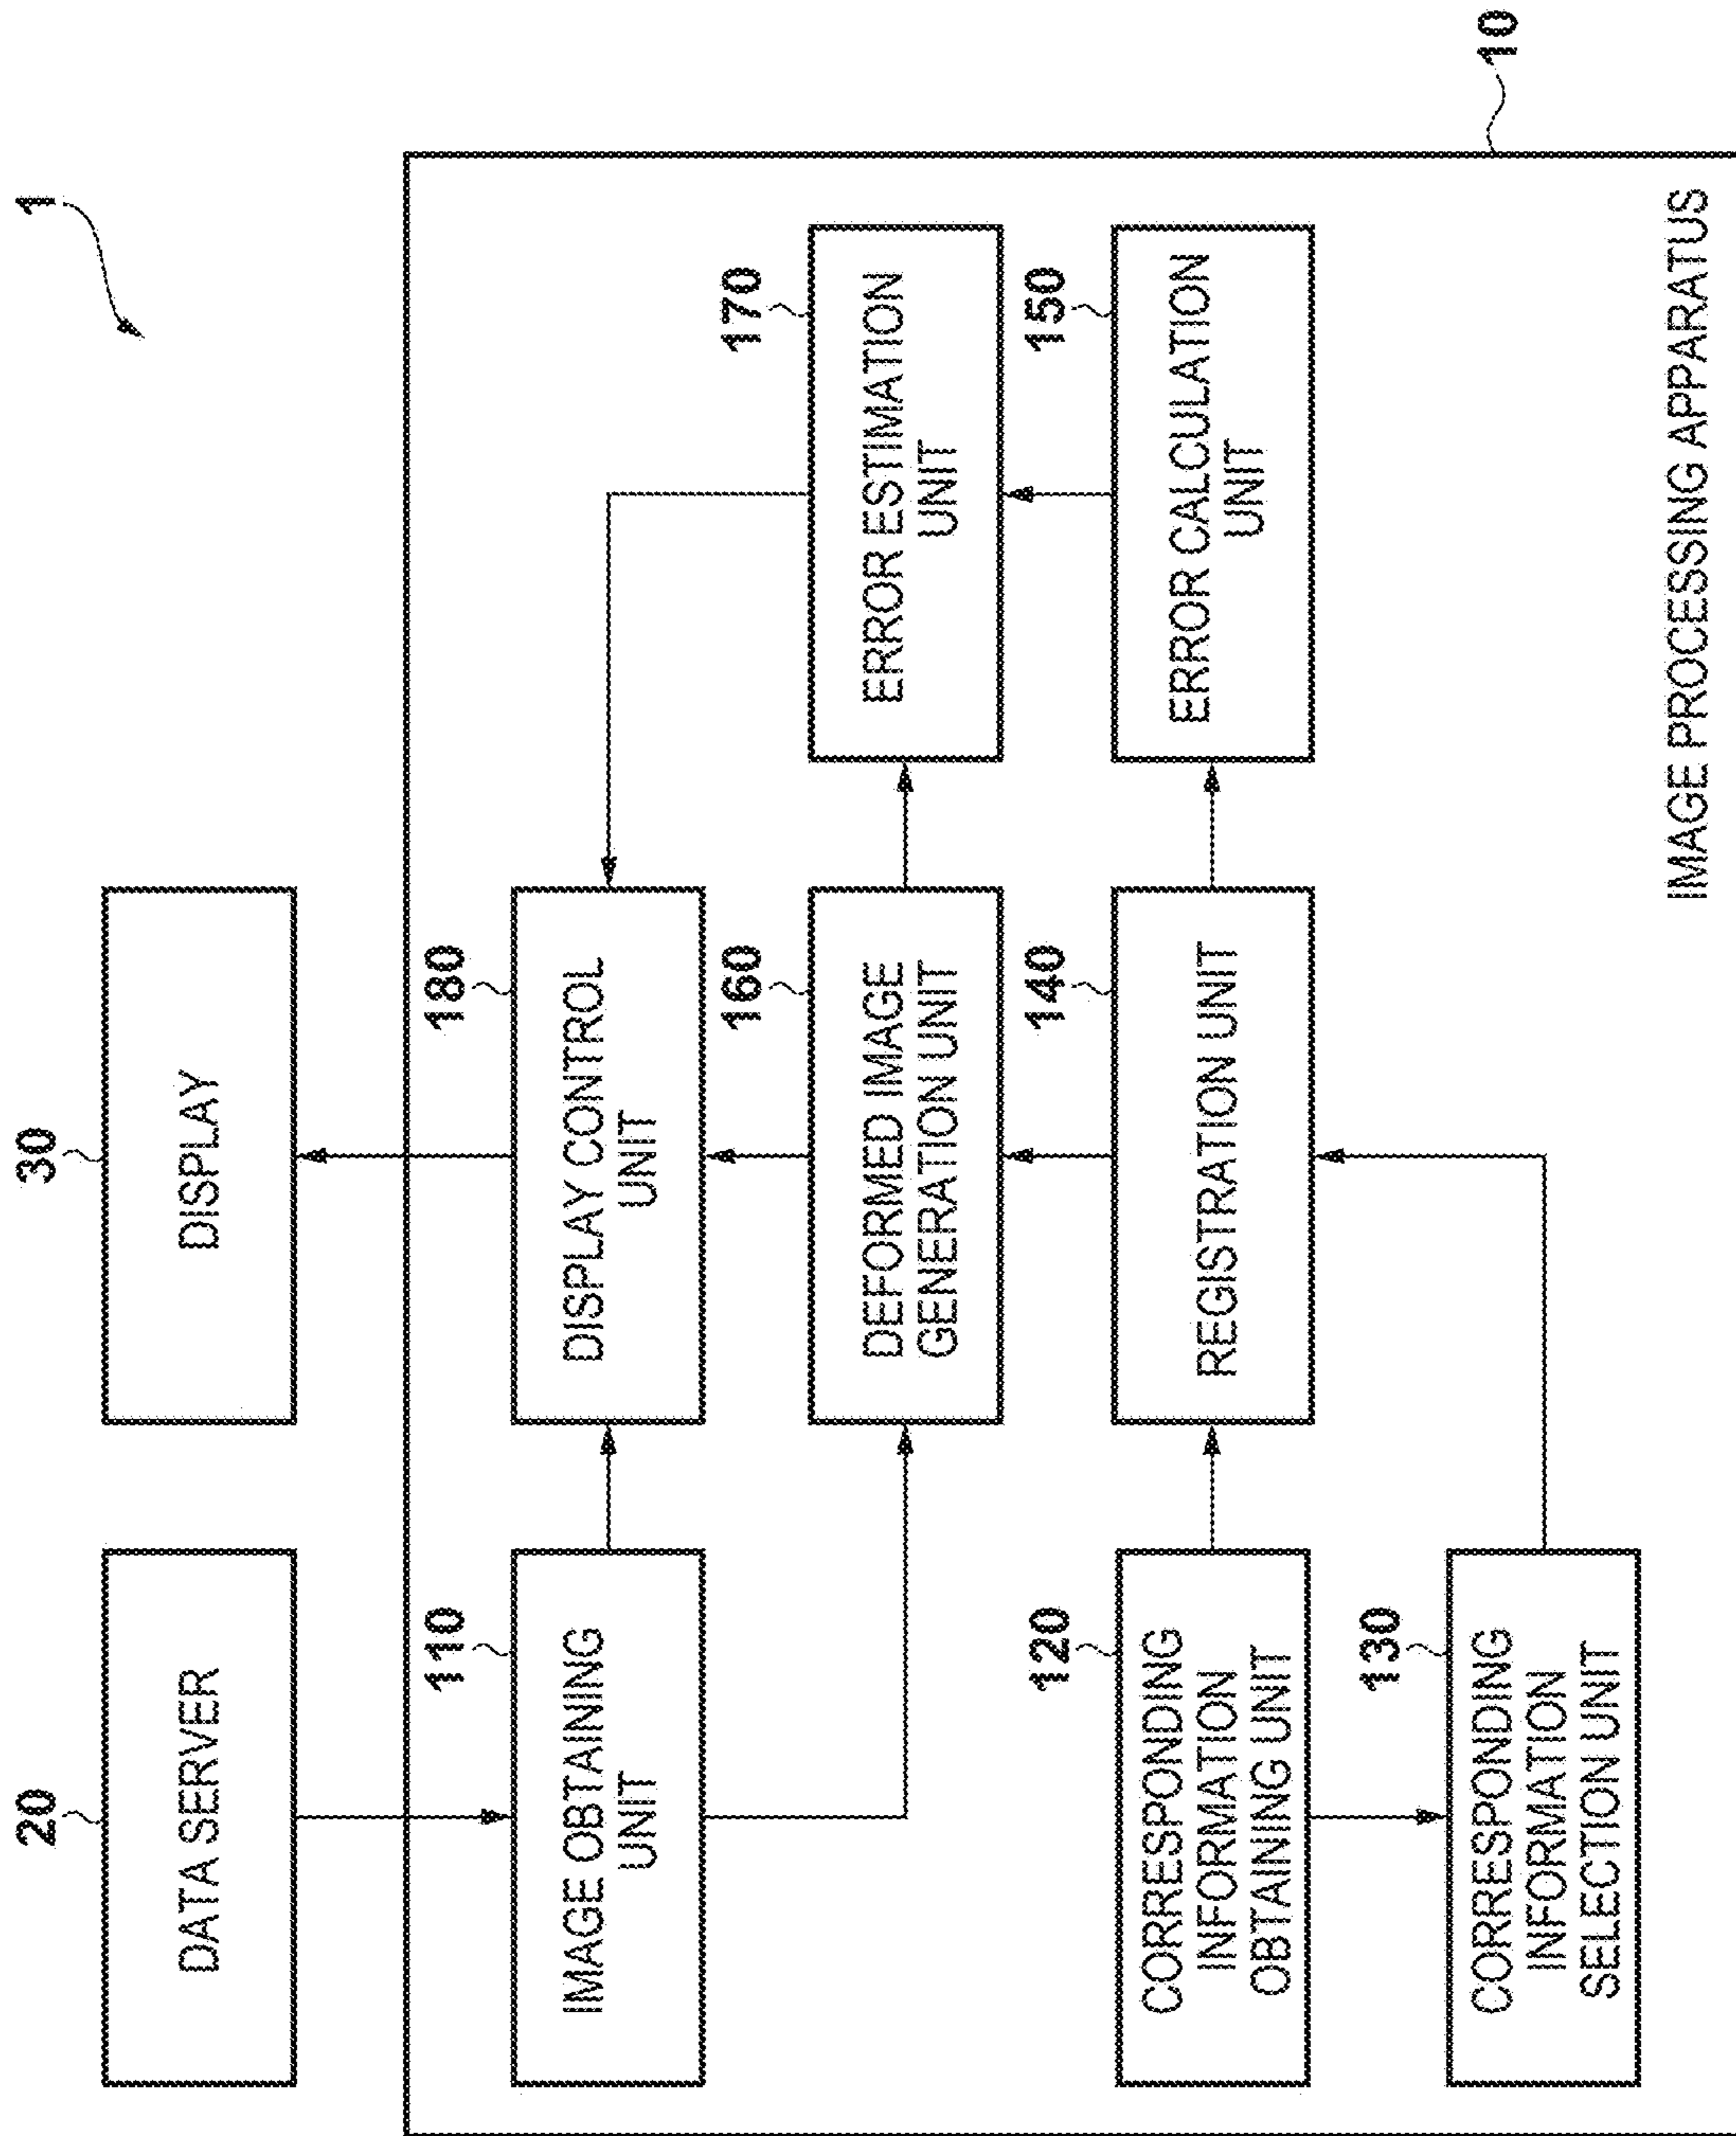 1
20
DATA SERVER
30
DISPLAY
10
110
IMAGE OBTAINING
UNIT
180
DISPLAY CONTROL
UNIT
160
DEFORMED IMAGE
GENERATION UNIT
170
ERROR ESTIMATION
UNIT
120
CORRESPONDING
INFORMATION
OBTAINING UNIT
140
REGISTRATION UNIT
150
ERROR CALCULATION
UNIT
130
CORRESPONDING
INFORMATION
SELECTION UNIT
IMAGE PROCESSING APPARATUS